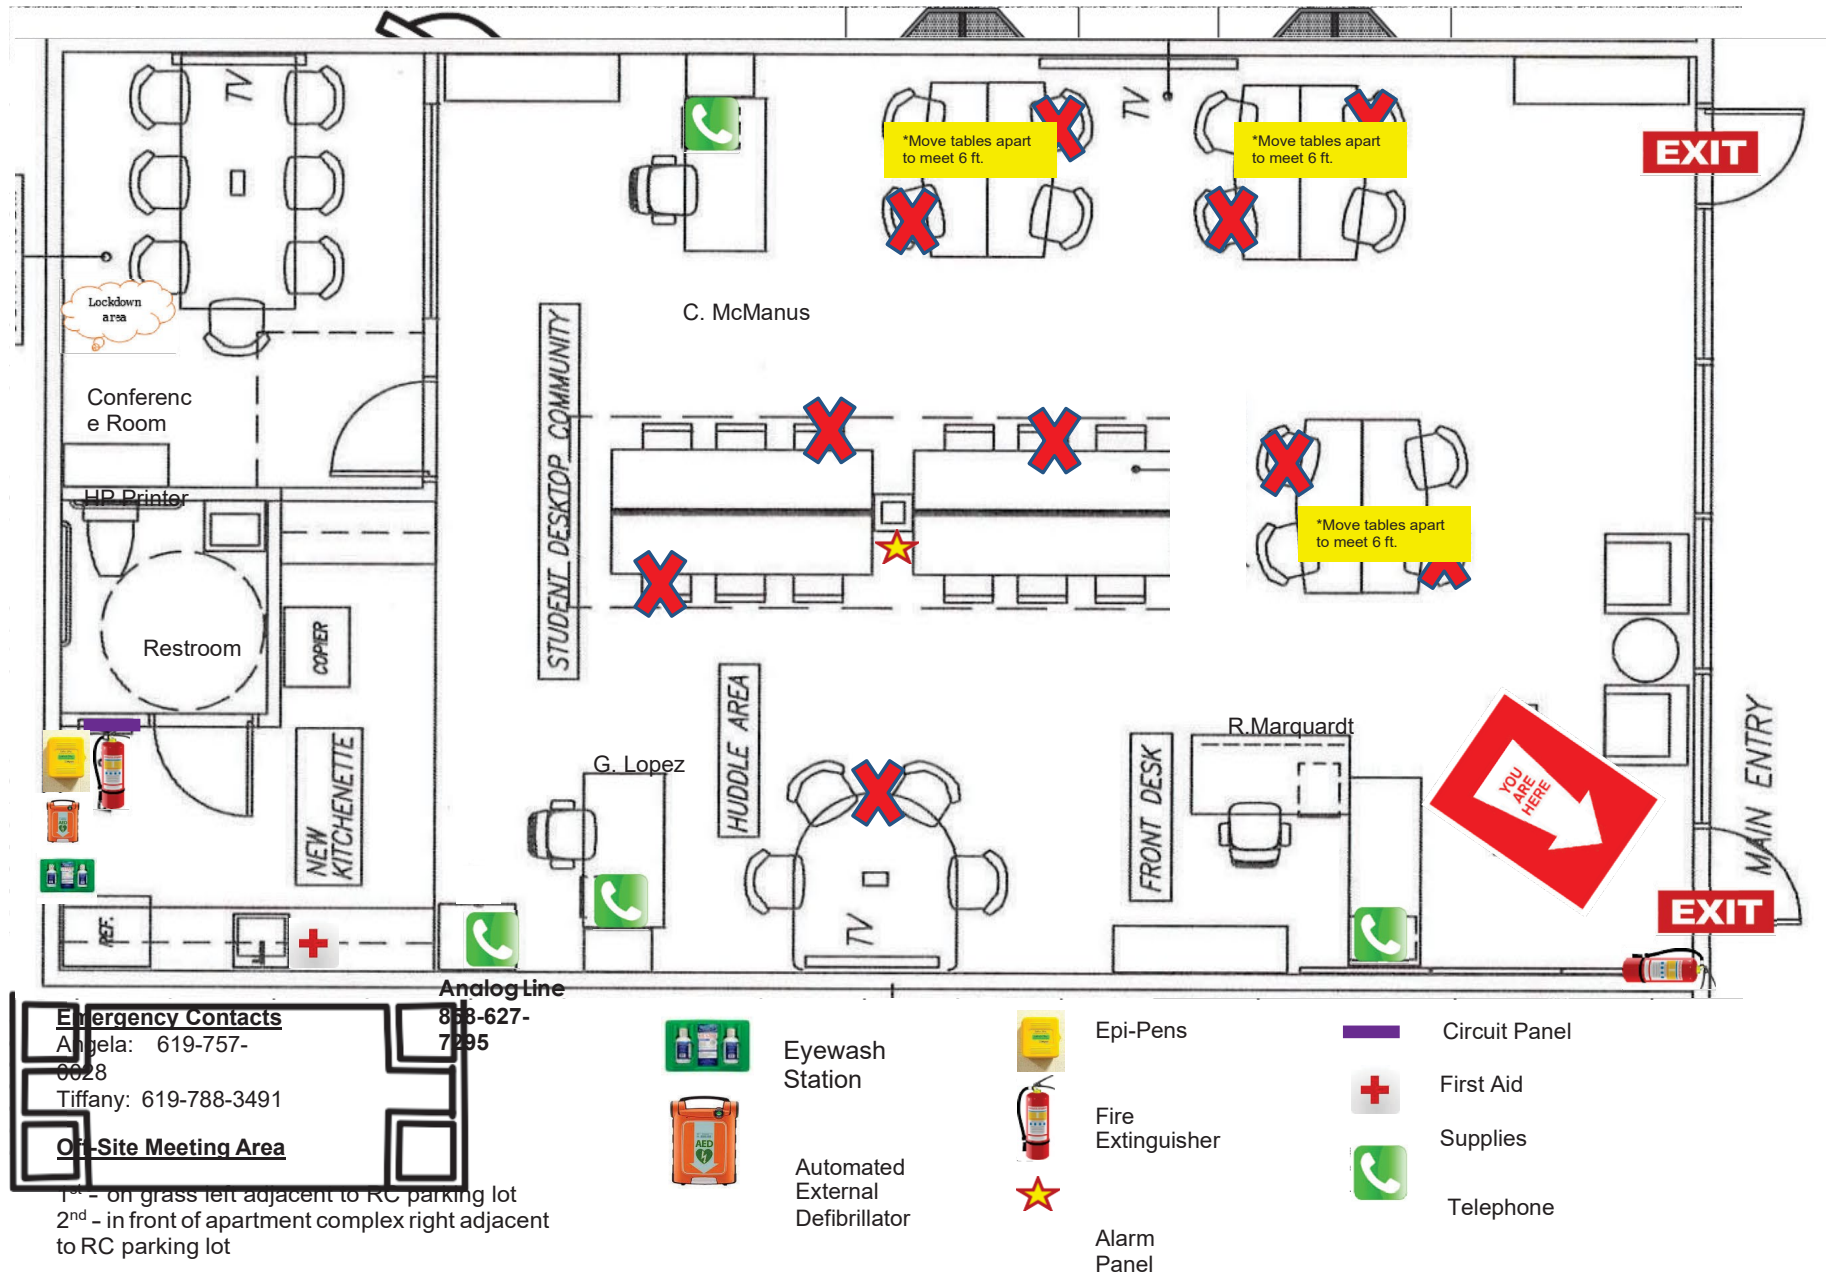 TV
TV
*Move tables apart
to meet 6 ft.
*Move tables apart
to meet 6 ft.
EXIT
Lockdown
area
C. McManus
STUDENT DESKTOP COMMUNITY
Conferenc
e Room
HP Printer
*Move tables apart
to meet 6 ft.
Restroom
COPIER
HUDDLE AREA
R.Marquardt
YOU
ARE
HERE
MAIN ENTRY
NEW
KITCHENETTE
G. Lopez
FRONT DESK
TV
REF.
EXIT
Analog Line
858-627-
7295
Emergency Contacts
Angela: 619-757-
0028
Tiffany: 619-788-3491
Off-Site Meeting Area
1st - on grass left adjacent to RC parking lot
2nd - in front of apartment complex right adjacent
to RC parking lot
Eyewash
Station
AED
Automated
External
Defibrillator
Epi-Pens
Fire
Extinguisher
Alarm
Panel
Circuit Panel
First Aid
Supplies
Telephone